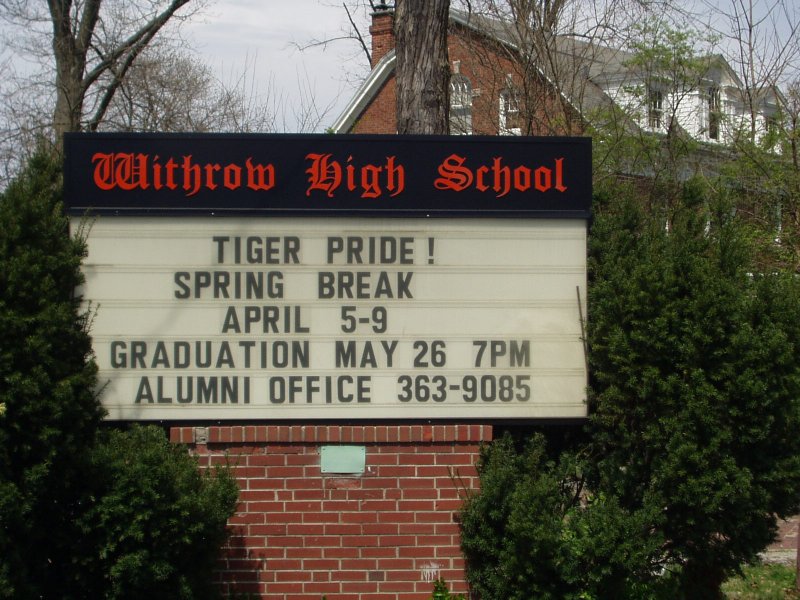 Withrow High School
TIGER PRIDE!
SPRING BREAK
APRIL 5-9
GRADUATION MAY 26 7PM
ALUMNI OFFICE 363-9085